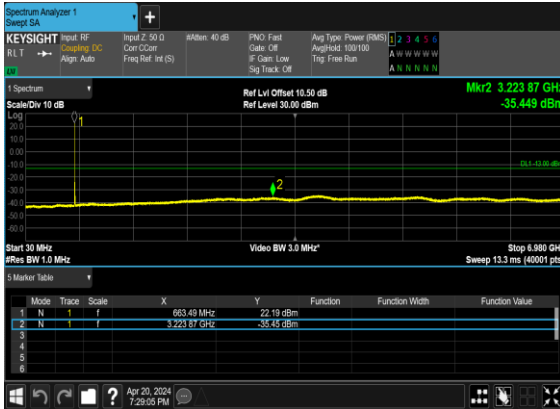 Spectrum Analyzer 1
Swept SA
+
KEYSIGHT Input: RF Input Z: 50 Ω #Atten: 40 dB PNO: Fast Avg Type: Power (RMS) 1 2 3 4 5 6
RLT Coupling: DC Corr CCorr Gate: Off Avg|Hold: 100/100 A W W W W W
Align: Auto Freq Ref: Int (S) IF Gain: Low Trig: Free Run
Sig Track: Off A N N N N N
1 Spectrum Ref Lvl Offset 10.50 dB Mkr2 3.223 87 GHz
Scale/Div 10 dB Ref Level 30.00 dBm -35.449 dBm
Log
20.0 1
10.0
0.00
-10.0 DL1 -13.00 dBm
-20.0
-30.0 2
-40.0
-50.0
-60.0
Start 30 MHz Video BW 3.0 MHz* Stop 6.980 GH
#Res BW 1.0 MHz Sweep 13.3 ms (40001 pts
5 Marker Table
Mode Trace Scale X Y Function Function Width Function Value
1 N 1 f 663.49 MHz 22.19 dBm
2 N 1 f 3.223 87 GHz -35.45 dBm
3
4
5
6
? Apr 20, 2024
7:29:05 PM